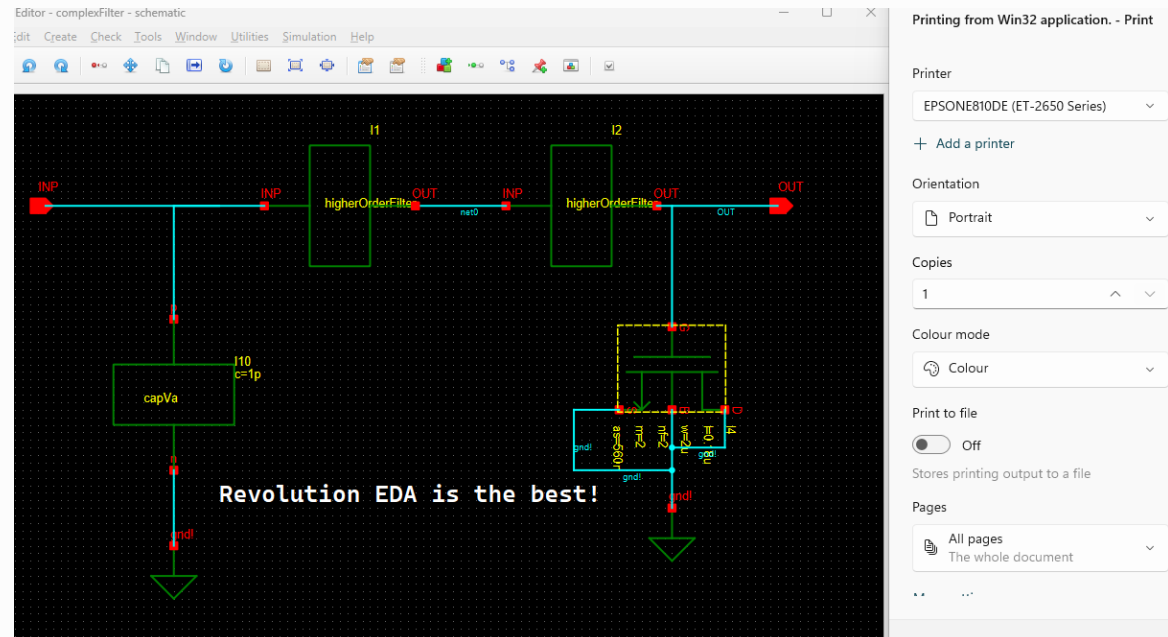 Editor - complexFilter - schematic
Edit Create Check Tools Window Utilities Simulation Help
I1
I2
INP
INP
higherOrderFilte
OUT
net0
INP
higherOrderFilte
OUT
OUT
OUT
I10
c=1p
capVa
G
S
B
D
as=560n
m=2
nf=2
w=2u
l=0.18u
I4
gnd!
gnd!
gnd!
gnd!
gnd!
Revolution EDA is the best!
Printing from Win32 application. - Print
Printer
EPSONE810DE (ET-2650 Series)
Add a printer
Orientation
Portrait
Copies
1
Colour mode
Colour
Print to file
Off
Stores printing output to a file
Pages
All pages
The whole document